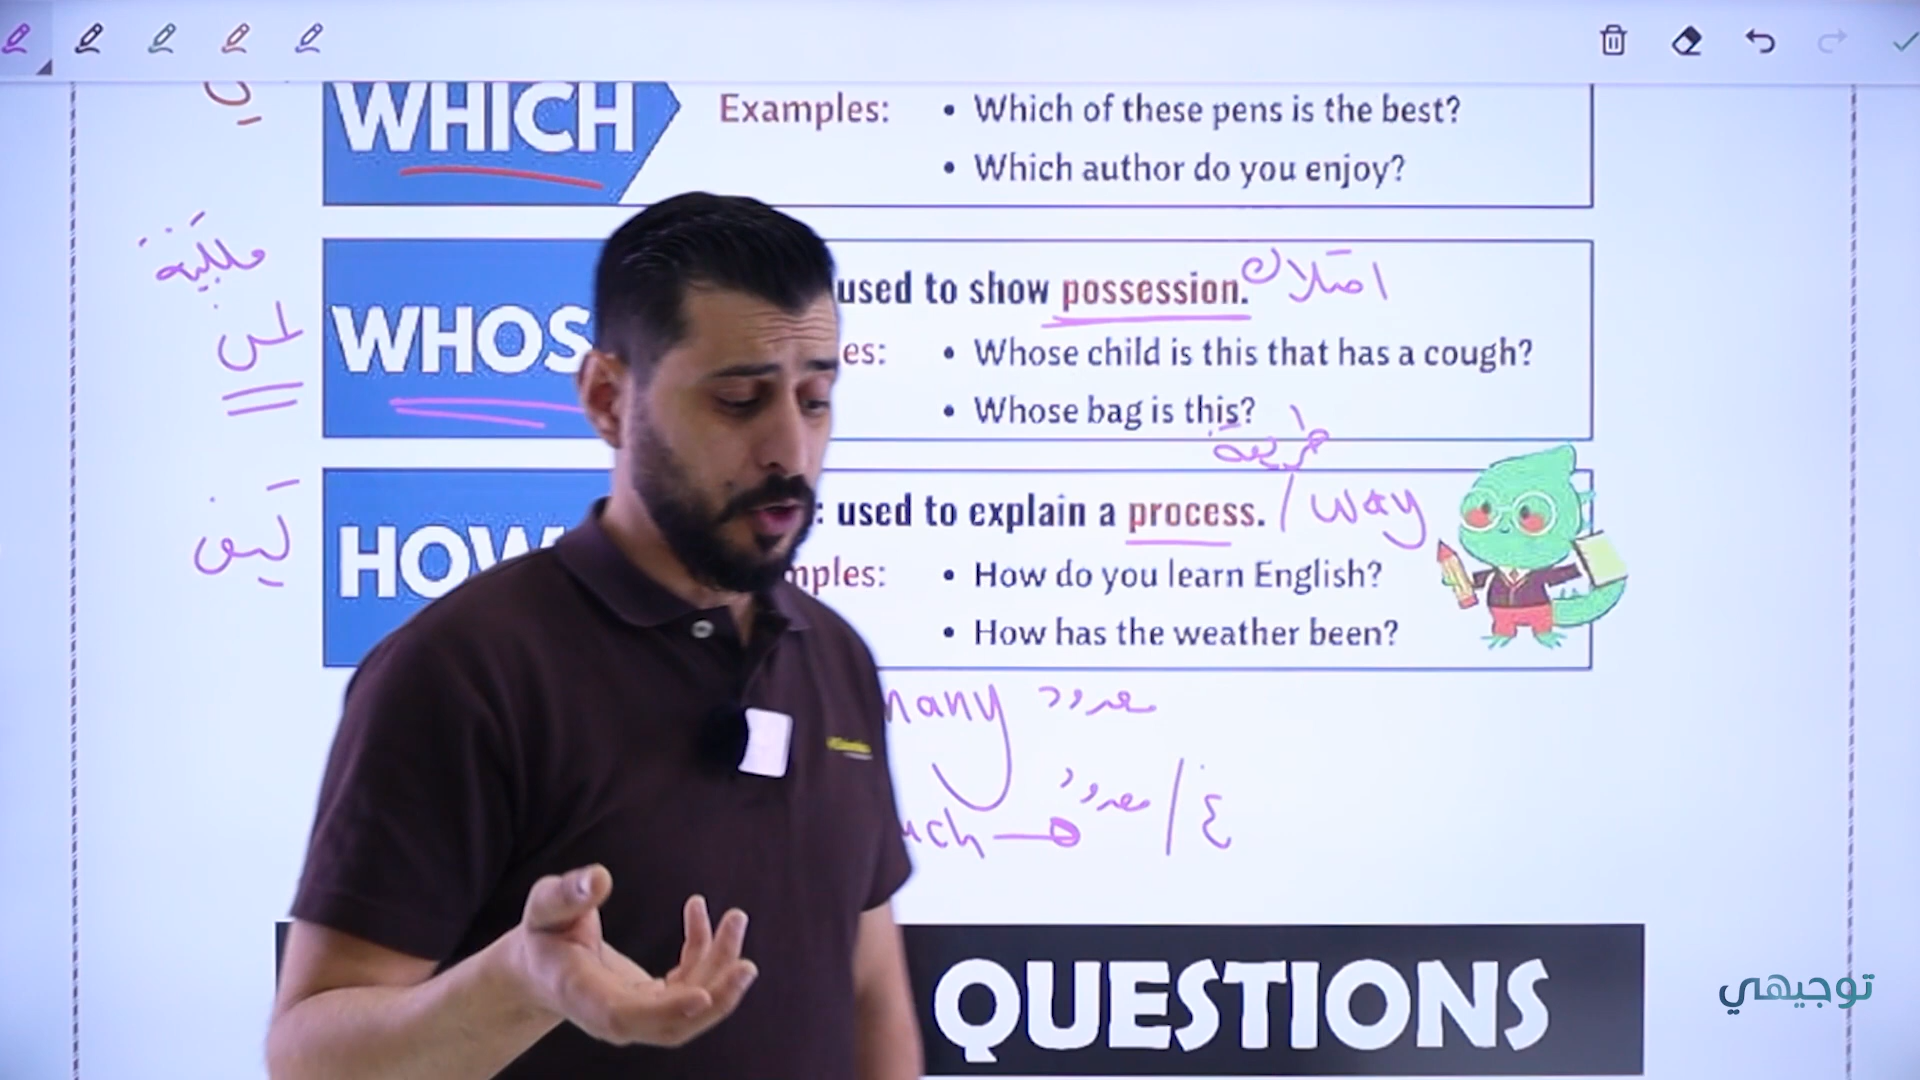 WHICH
Examples:
• Which of these pens is the best?
• Which author do you enjoy?
ملكية
لمن
WHOS
used to show possession.
امتلاك
es:
• Whose child is this that has a cough?
• Whose bag is this?
طريقة
كيف
HOW
: used to explain a process.
/ way
mples:
• How do you learn English?
• How has the weather been?
many معدود
uch معدود / غ
QUESTIONS
توجيهي